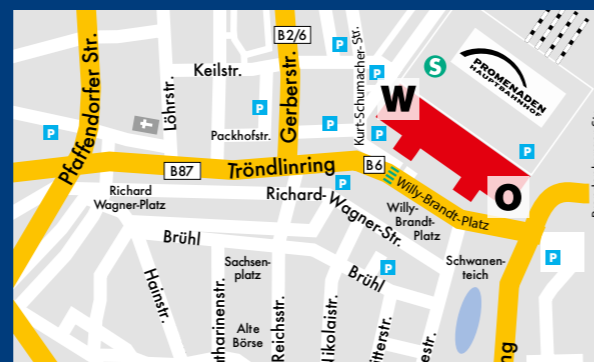 B2/6
P
Kurt-Schumacher-Str.
S
PROMENADEN
HAUPTBAHNHOF
Pfaffendorfer Str.
Keilstr.
Gerberstr.
P
Löhrstr.
P
W
P
P
Packhofstr.
P
P
B87
Tröndlinring
B6
Willy-Brandt-Platz
O
Richard
Wagner-Platz
P
Richard-Wagner-Str.
Willy-
Brandt-
Platz
Brühl
Sachsen-
platz
Brühl
P
Schwanen-
teich
P
Hainstr.
Reichsstr.
Nikolaistr.
Alte
Börse